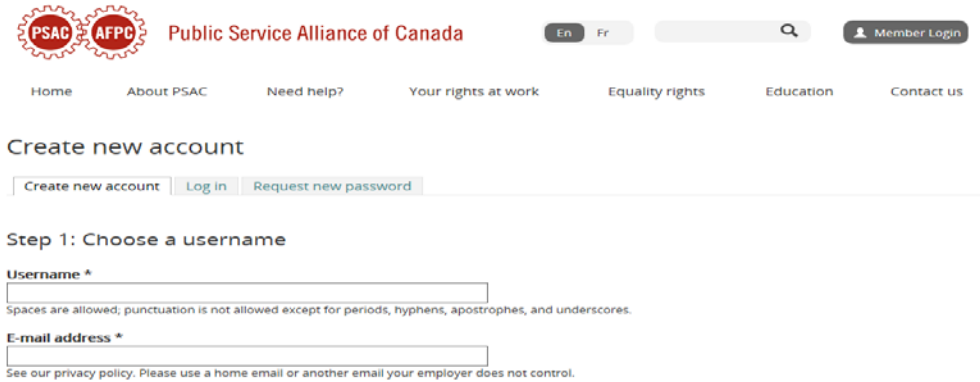 PSAC AFPC Public Service Alliance of Canada En Fr Member Login
Home About PSAC Need help? Your rights at work Equality rights Education Contact us
Create new account
Create new account Log in Request new password
Step 1: Choose a username
Username *
Spaces are allowed; punctuation is not allowed except for periods, hyphens, apostrophes, and underscores.
E-mail address *
See our privacy policy. Please use a home email or another email your employer does not control.